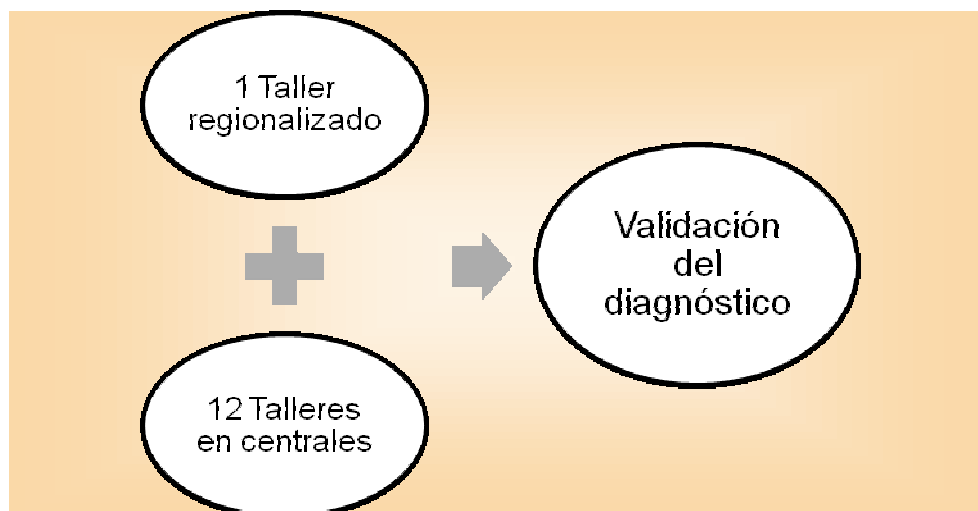 1 Taller
regionalizado
12 Talleres
en centrales
Validación
del
diagnóstico